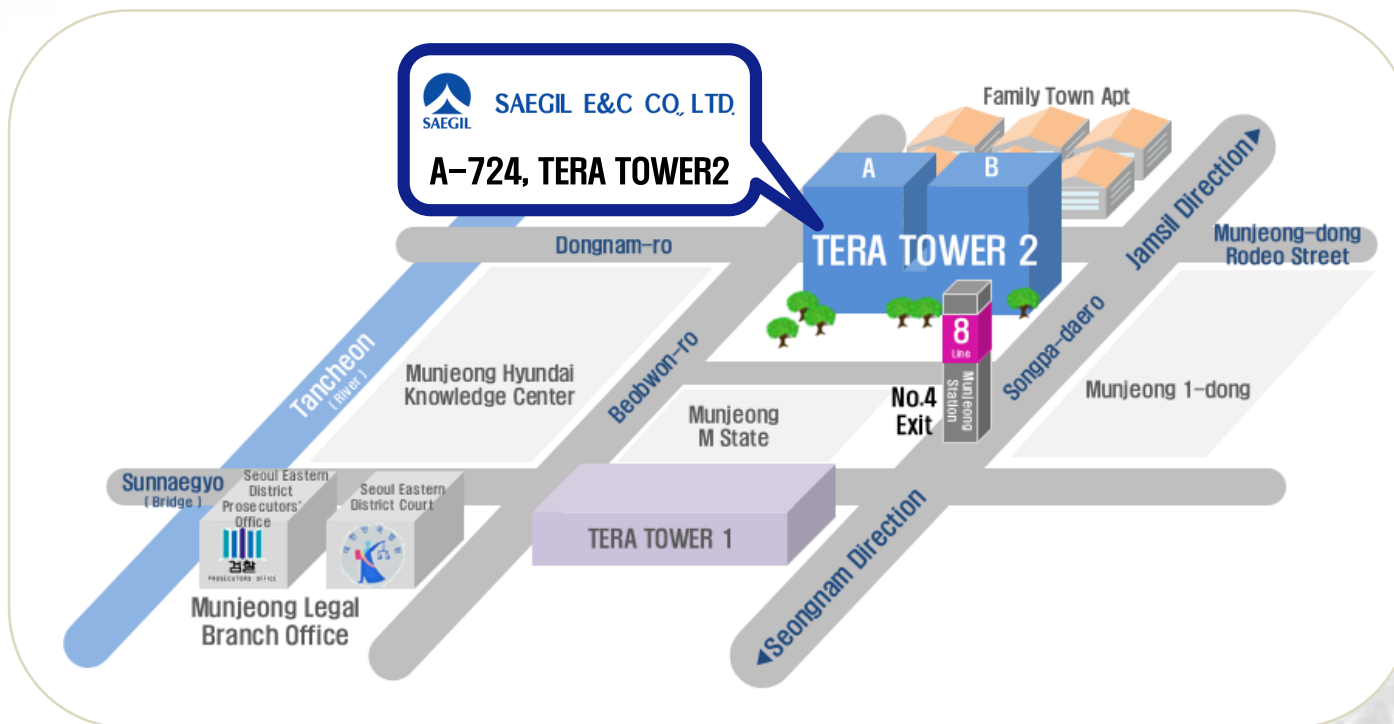 SAEGIL
SAEGIL E&C CO., LTD.
A-724, TERA TOWER2
Family Town Apt
A
B
TERA TOWER 2
Jamsil Direction
Munjeong-dong
Rodeo Street
Dongnam-ro
Tancheon
( River )
Munjeong Hyundai
Knowledge Center
Beobwon-ro
8
Line
Munjeong
Station
No.4
Exit
Songpa-daero
Munjeong 1-dong
Munjeong
M State
Sunnaegyo
( Bridge )
Seoul Eastern
District
Prosecutors'
Office
검찰
PROSECUTORS OFFICE
Seoul Eastern
District Court
TERA TOWER 1
Seongnam Direction
Munjeong Legal
Branch Office